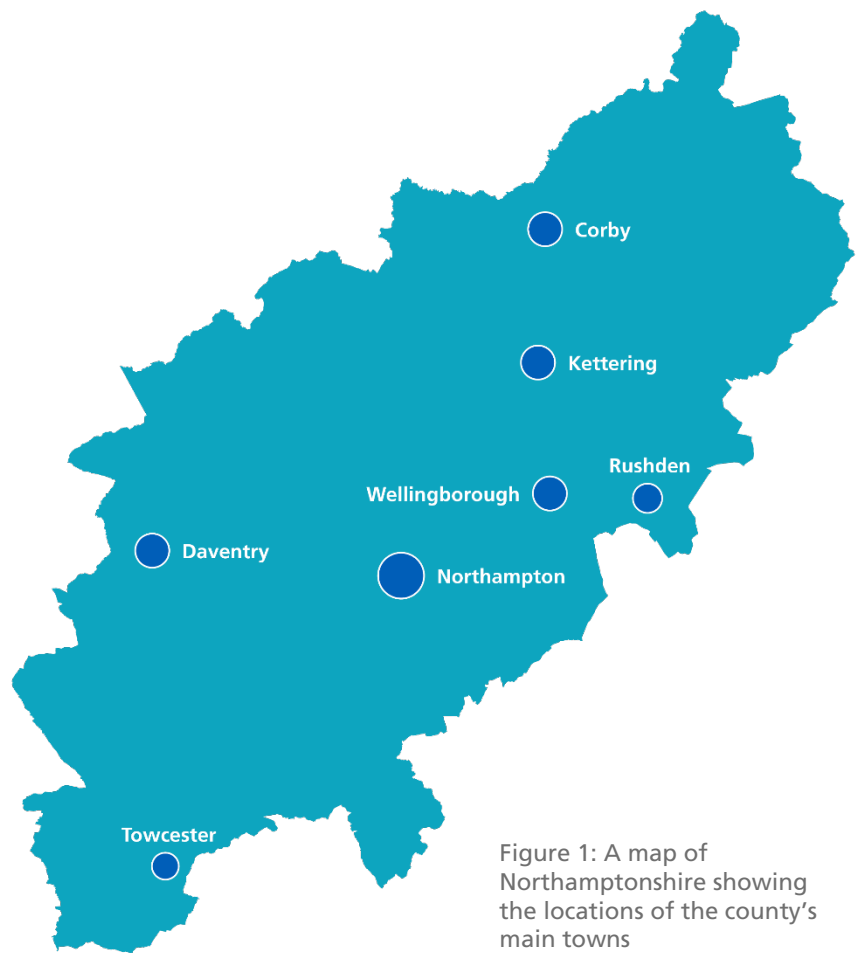 Corby
Kettering
Rushden
Wellingborough
Daventry
Northampton
Towcester
Figure 1: A map of
Northamptonshire showing
the locations of the county’s
main towns